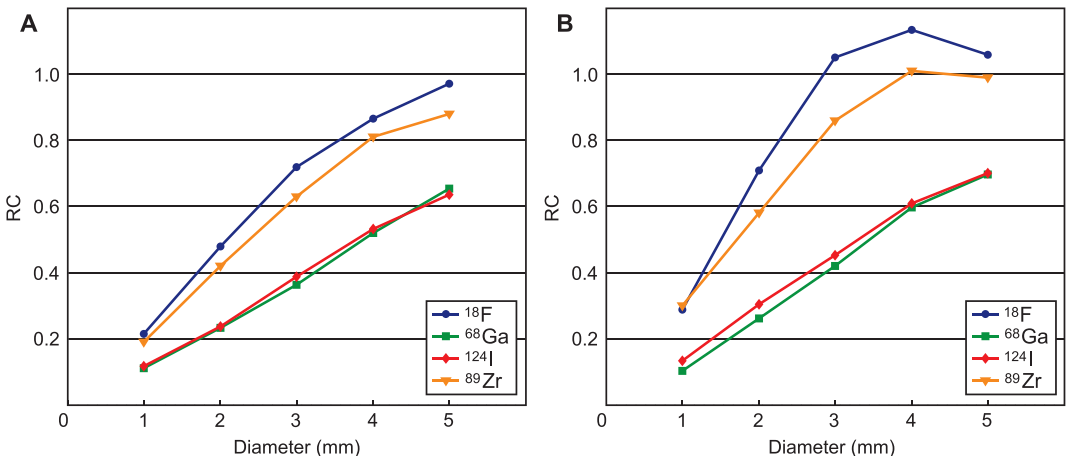 A
RC
1.0
0.8
0.6
0.4
0.2
0
1
2
3
4
5
Diameter (mm)
¹⁸F
⁶⁸Ga
¹²⁴I
⁸⁹Zr
B
RC
1.0
0.8
0.6
0.4
0.2
0
1
2
3
4
5
Diameter (mm)
¹⁸F
⁶⁸Ga
¹²⁴I
⁸⁹Zr